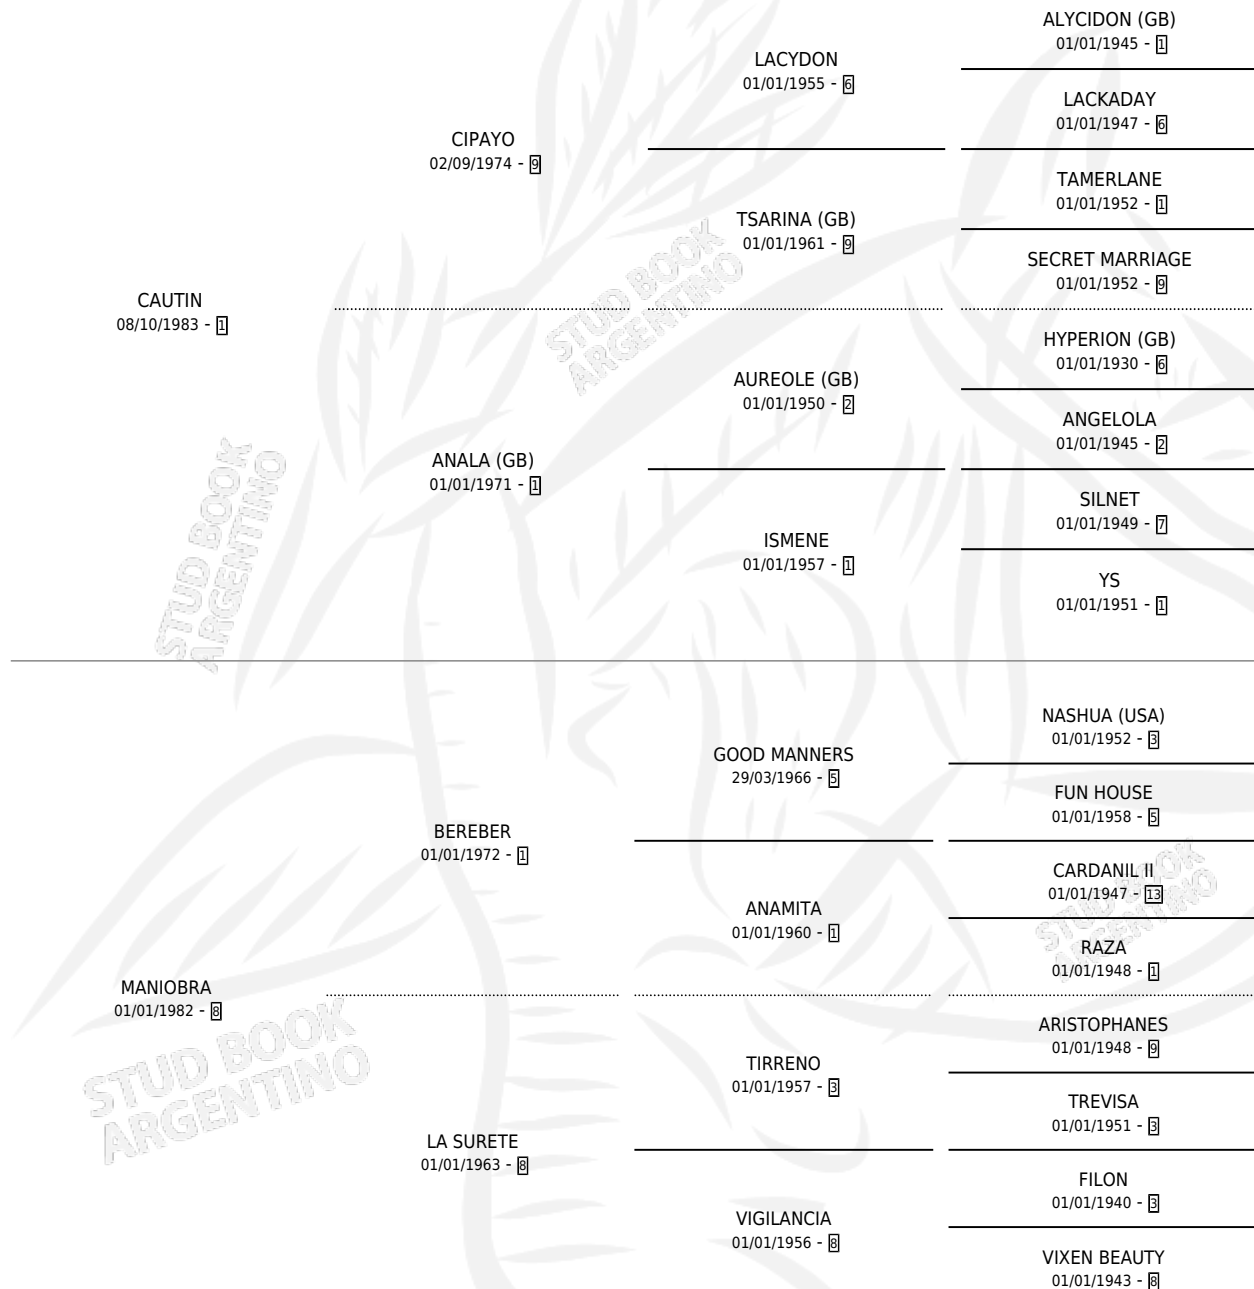 ALYCIDON (GB)
01/01/1945 - 1
LACYDON
01/01/1955 - 6
LACKADAY
01/01/1947 - 6
CIPAYO
02/09/1974 - 9
TAMERLANE
01/01/1952 - 1
TSARINA (GB)
01/01/1961 - 9
SECRET MARRIAGE
01/01/1952 - 9
CAUTIN
08/10/1983 - 1
STUD BOOK
ARGENTINO
HYPERION (GB)
01/01/1930 - 6
AUREOLE (GB)
01/01/1950 - 2
ANGELOLA
01/01/1945 - 2
ANALA (GB)
01/01/1971 - 1
SILNET
01/01/1949 - 7
ISMENE
01/01/1957 - 1
YS
01/01/1951 - 1
STUD BOOK
ARGENTINO
NASHUA (USA)
01/01/1952 - 3
GOOD MANNERS
29/03/1966 - 5
FUN HOUSE
01/01/1958 - 5
BEREBER
01/01/1972 - 1
CARDANIL II
01/01/1947 - 13
ANAMITA
01/01/1960 - 1
RAZA
01/01/1948 - 1
STUD BOOK
ARGENTINO
MANIOBRA
01/01/1982 - 8
STUD BOOK
ARGENTINO
ARISTOPHANES
01/01/1948 - 9
TIRRENO
01/01/1957 - 3
TREVISA
01/01/1951 - 3
LA SURETE
01/01/1963 - 8
FILON
01/01/1940 - 3
VIGILANCIA
01/01/1956 - 8
VIXEN BEAUTY
01/01/1943 - 8